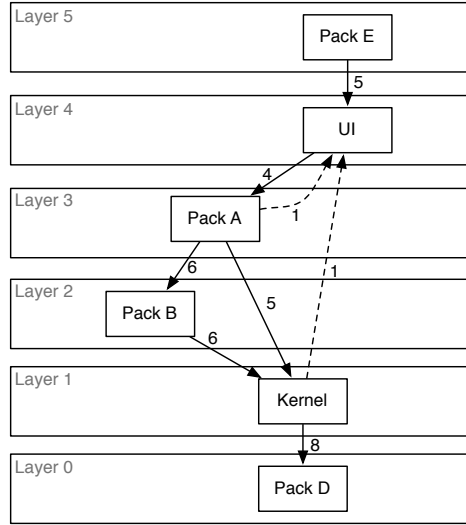 Layer 5
Pack E
5
Layer 4
UI
4
Layer 3
Pack A
1
6
5
1
Layer 2
Pack B
6
Layer 1
Kernel
8
Layer 0
Pack D